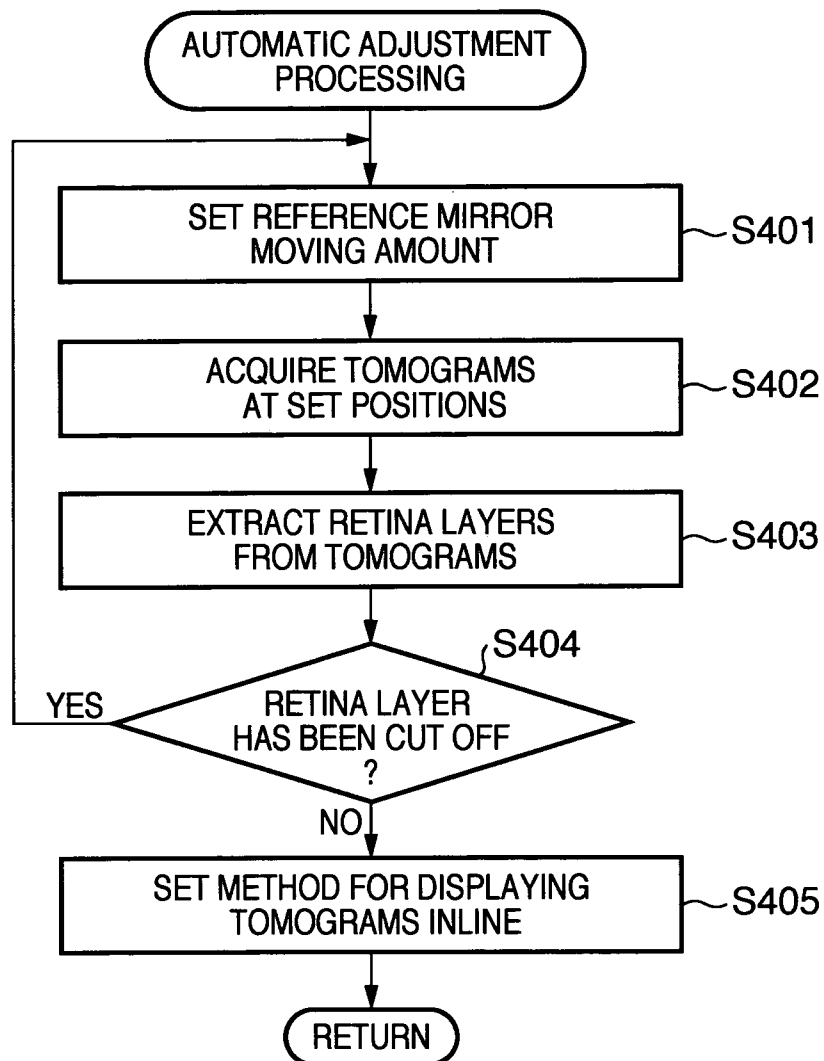 AUTOMATIC ADJUSTMENT
PROCESSING
SET REFERENCE MIRROR
MOVING AMOUNT
S401
ACQUIRE TOMOGRAMS
AT SET POSITIONS
S402
EXTRACT RETINA LAYERS
FROM TOMOGRAMS
S403
S404
YES
RETINA LAYER
HAS BEEN CUT OFF
?
NO
SET METHOD FOR DISPLAYING
TOMOGRAMS INLINE
S405
RETURN